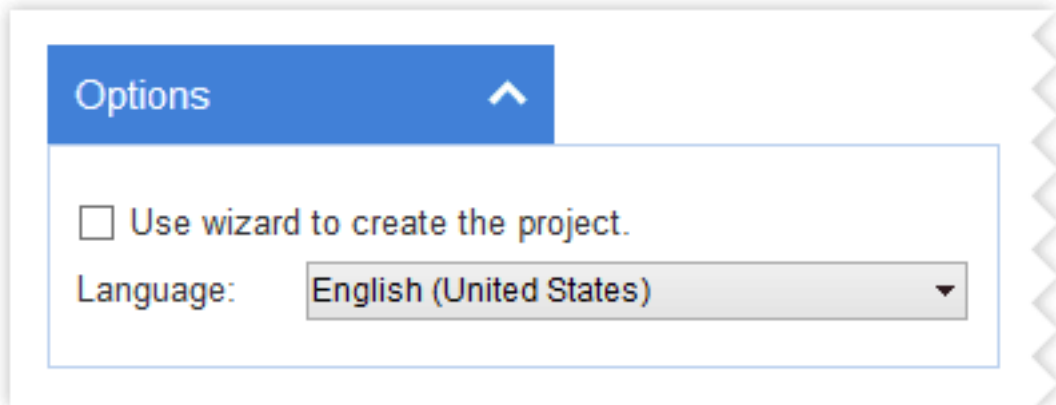 Options
Use wizard to create the project.
Language: English (United States)